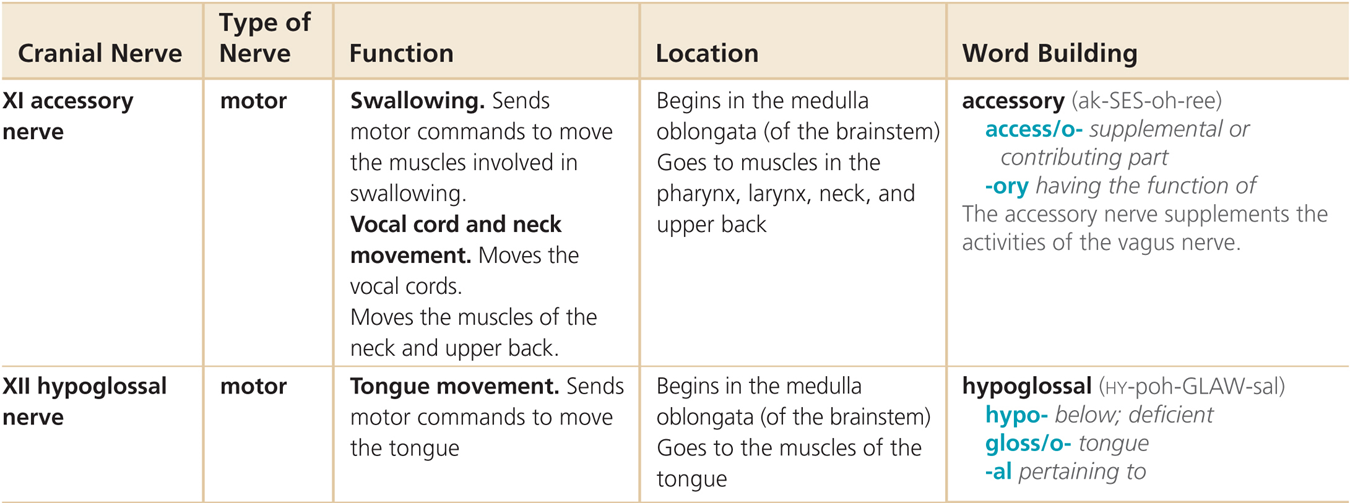 Cranial Nerve
Type of
Nerve
Function
Location
Word Building
XI accessory
nerve
motor
Swallowing. Sends
motor commands to move
the muscles involved in
swallowing.
Vocal cord and neck
movement. Moves the
vocal cords.
Moves the muscles of the
neck and upper back.
Begins in the medulla
oblongata (of the brainstem)
Goes to muscles in the
pharynx, larynx, neck, and
upper back
accessory (ak-SES-oh-ree)
access/o- supplemental or
contributing part
-ory having the function of
The accessory nerve supplements the
activities of the vagus nerve.
XII hypoglossal
nerve
motor
Tongue movement. Sends
motor commands to move
the tongue
Begins in the medulla
oblongata (of the brainstem)
Goes to the muscles of the
tongue
hypoglossal (HY-poh-GLAW-sal)
hypo- below; deficient
gloss/o- tongue
-al pertaining to